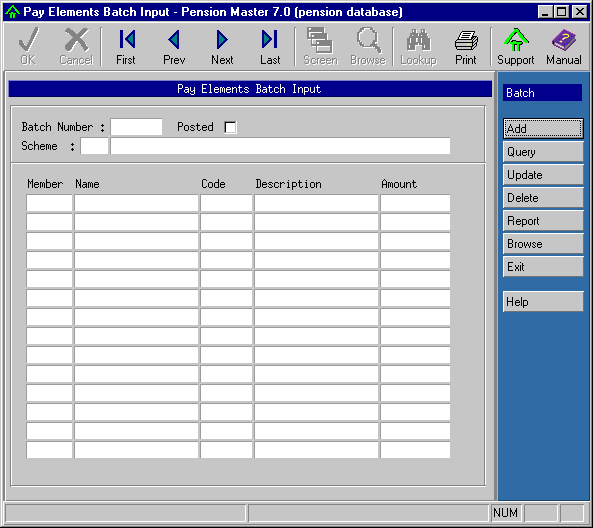 Pay Elements Batch Input - Pension Master 7.0 (pension database)
OK Cancel First Prev Next Last Screen Browse Lookup Print Support Manual
Pay Elements Batch Input
Batch Number : Posted
Scheme :
Member Name Code Description Amount
Batch
Add
Query
Update
Delete
Report
Browse
Exit
Help
NUM